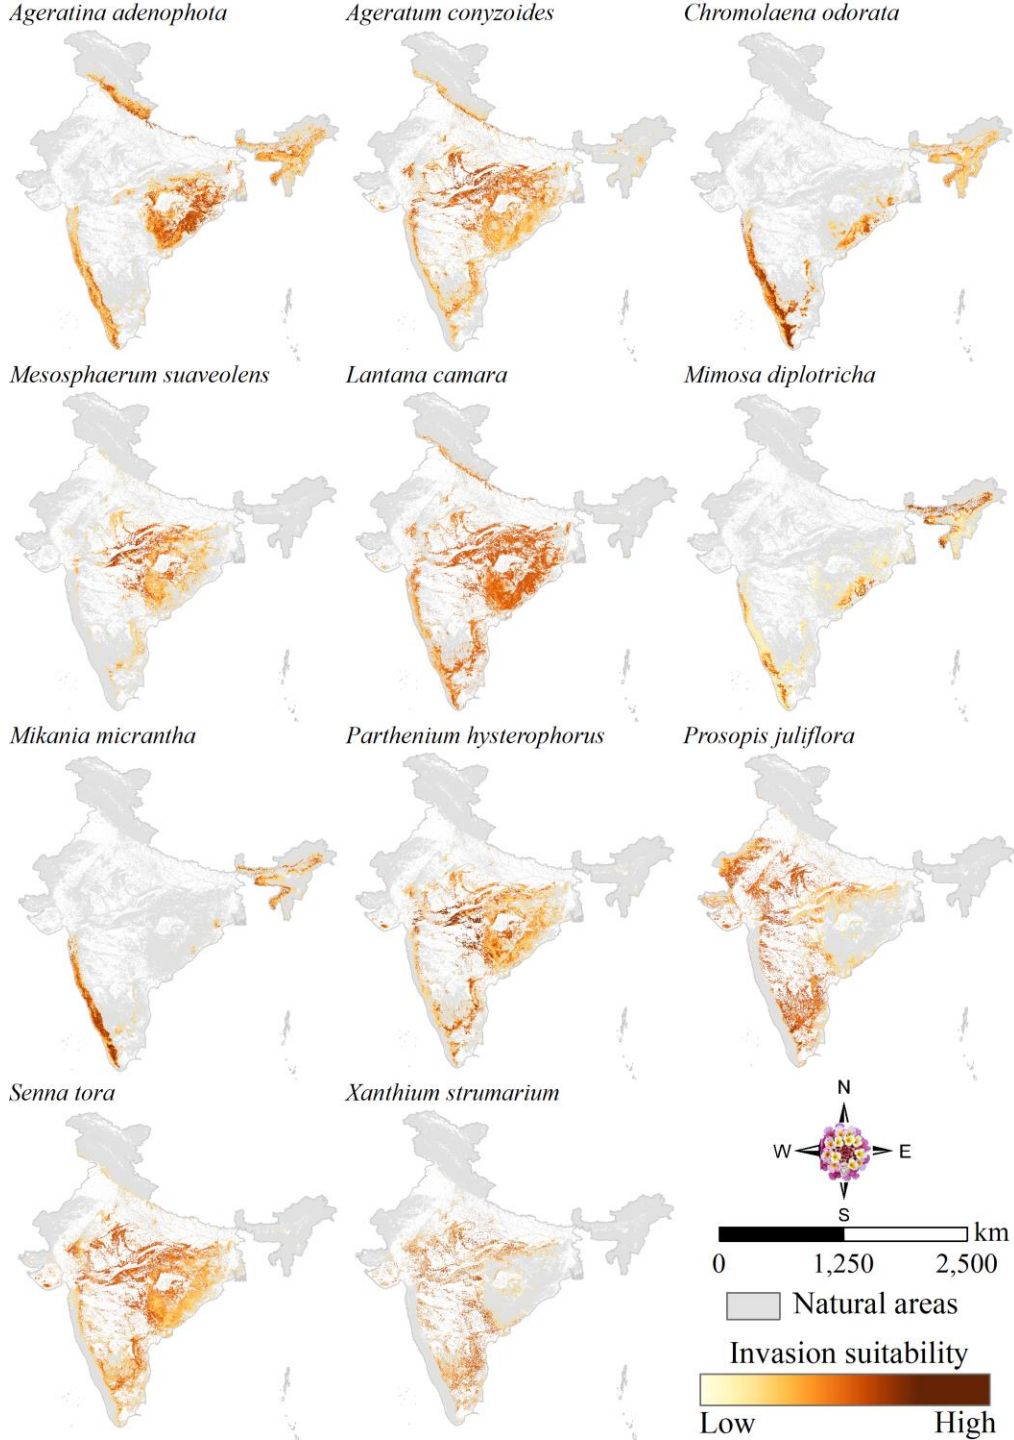 Ageratina adenophota
Ageratum conyzoides
Chromolaena odorata
Mesosphaerum suaveolens
Lantana camara
Mimosa diplotricha
Mikania micrantha
Parthenium hysterophorus
Prosopis juliflora
Senna tora
Xanthium strumarium
N
W
E
S
km
0
1,250
2,500
Natural areas
Invasion suitability
Low
High